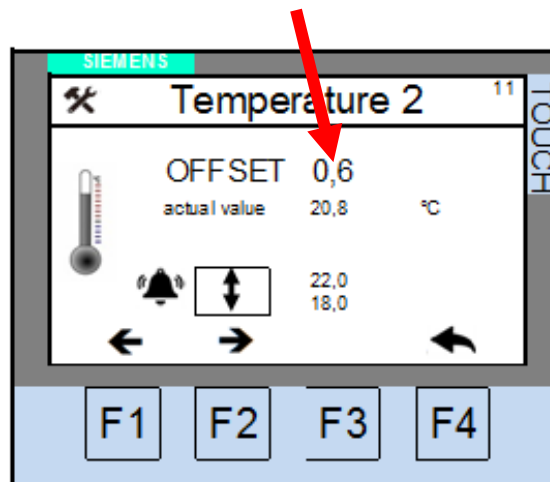 SIEMENS
Temperature 2 11
TOUCH
OFFSET 0,6
actual value 20,8 °C
22,0
18,0
F1 F2 F3 F4